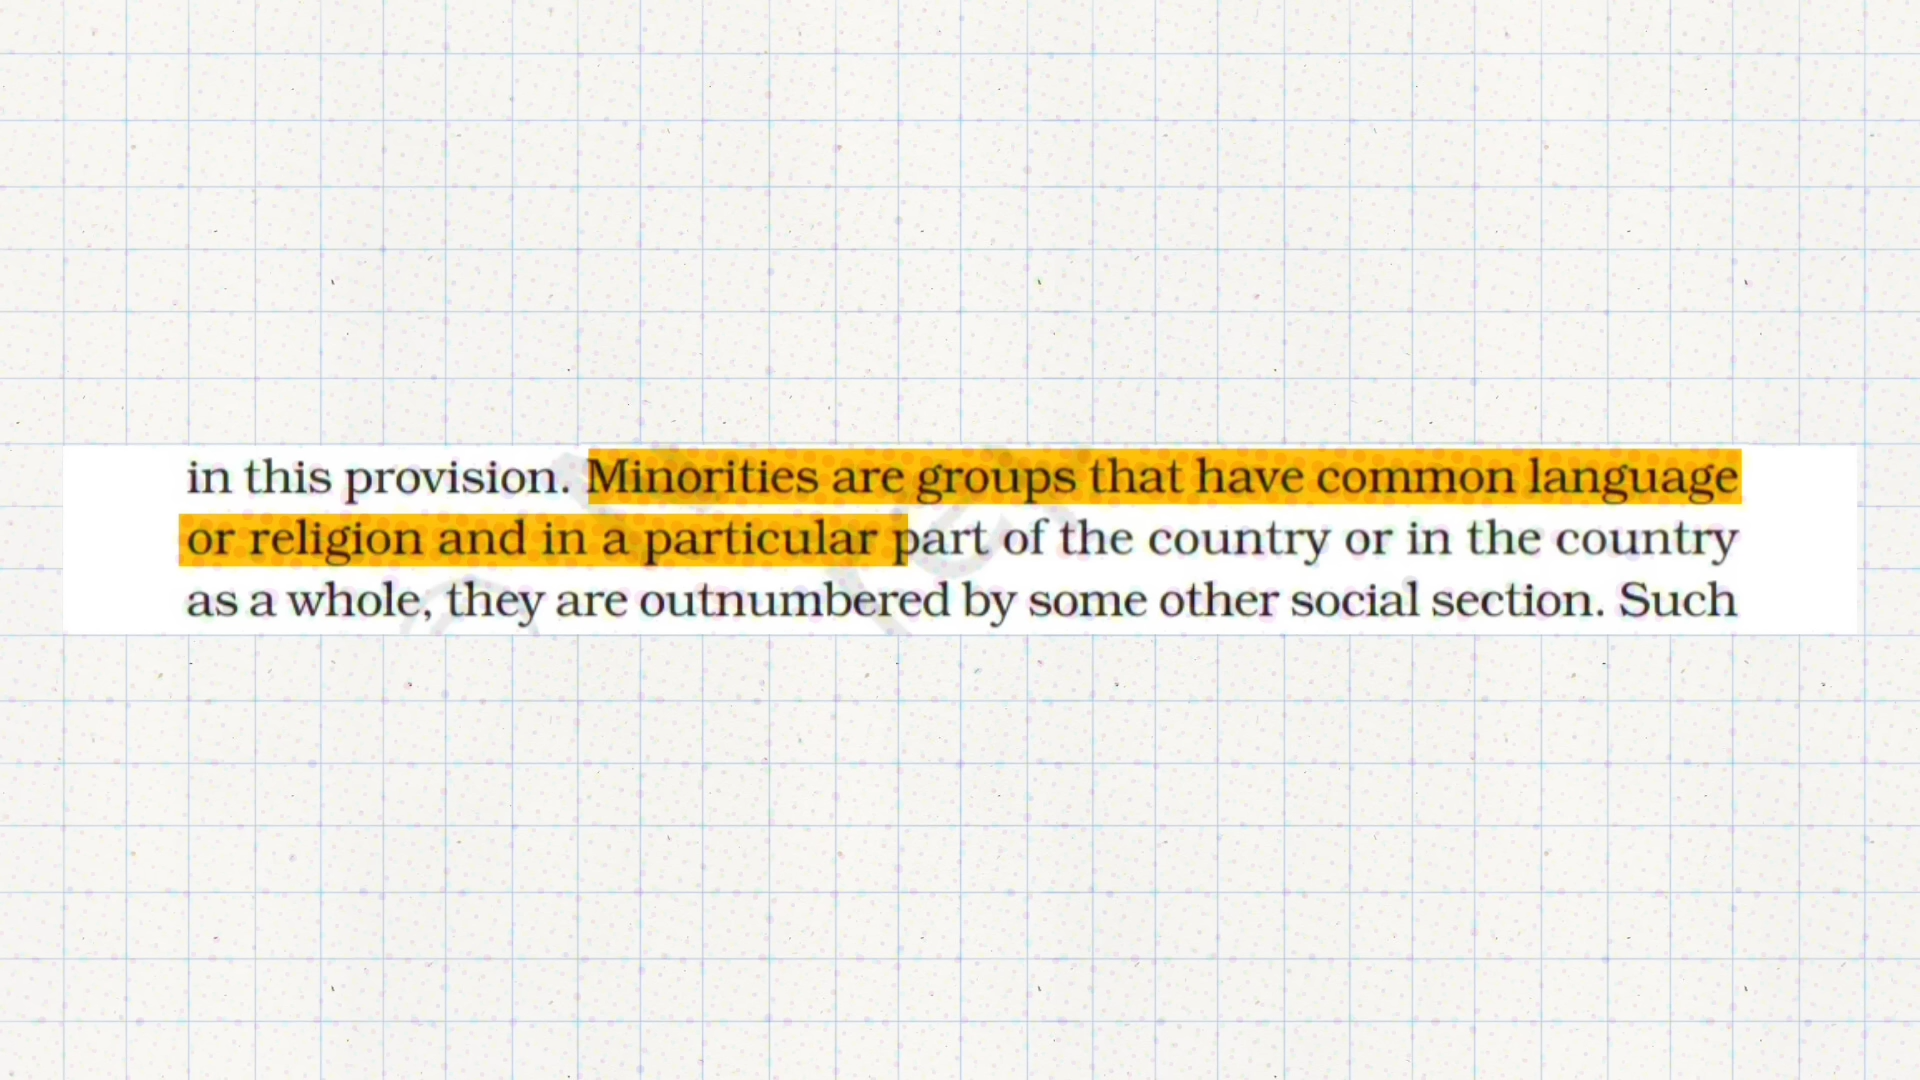 in this provision. Minorities are groups that have common language
or religion and in a particular part of the country or in the country
as a whole, they are outnumbered by some other social section. Such